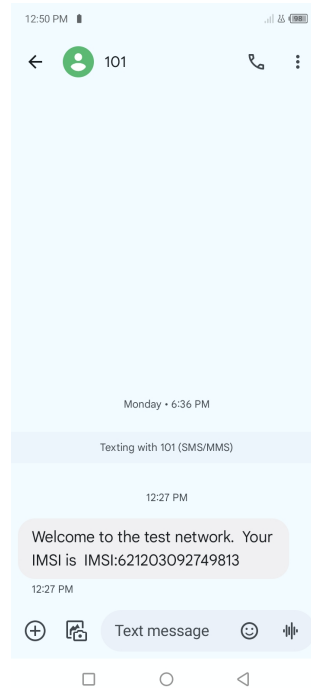 12:50 PM
98
101
Monday • 6:36 PM
Texting with 101 (SMS/MMS)
12:27 PM
Welcome to the test network.  Your
IMSI is  IMSI:621203092749813
12:27 PM
Text message